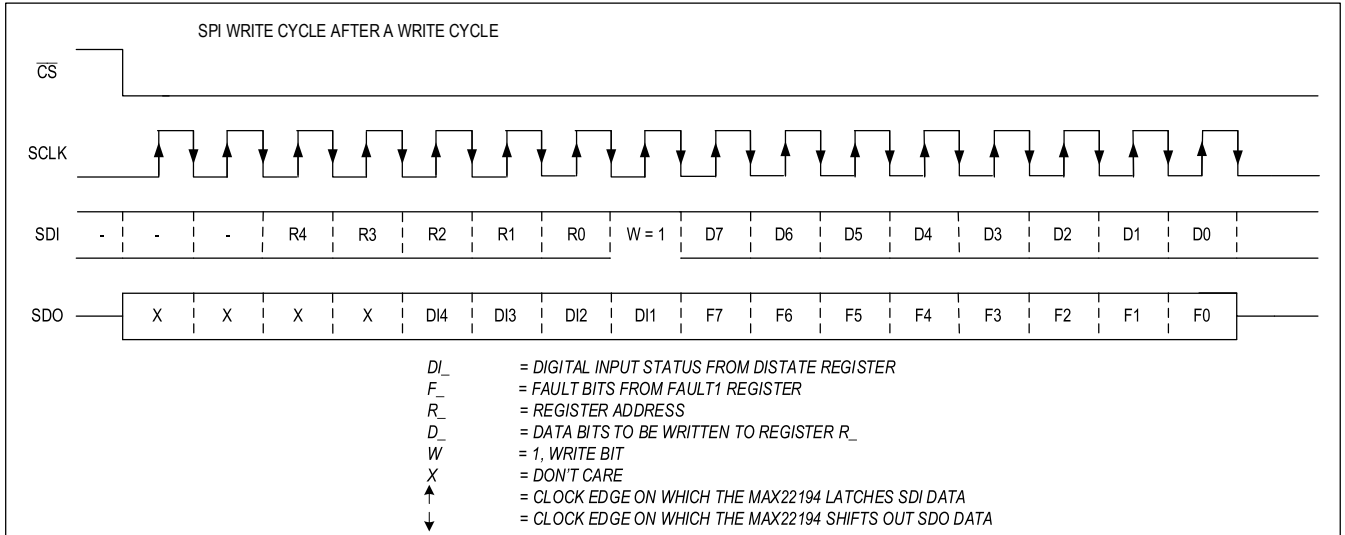 SPI WRITE CYCLE AFTER A WRITE CYCLE
CS
SCLK
SDI - - - R4 R3 R2 R1 R0 W = 1 D7 D6 D5 D4 D3 D2 D1 D0
SDO X X X X DI4 DI3 DI2 DI1 F7 F6 F5 F4 F3 F2 F1 F0
DI_ = DIGITAL INPUT STATUS FROM DISTATE REGISTER
F_ = FAULT BITS FROM FAULT1 REGISTER
R_ = REGISTER ADDRESS
D_ = DATA BITS TO BE WRITTEN TO REGISTER R_
W = 1, WRITE BIT
X = DON'T CARE
↑ = CLOCK EDGE ON WHICH THE MAX22194 LATCHES SDI DATA
↓ = CLOCK EDGE ON WHICH THE MAX22194 SHIFTS OUT SDO DATA